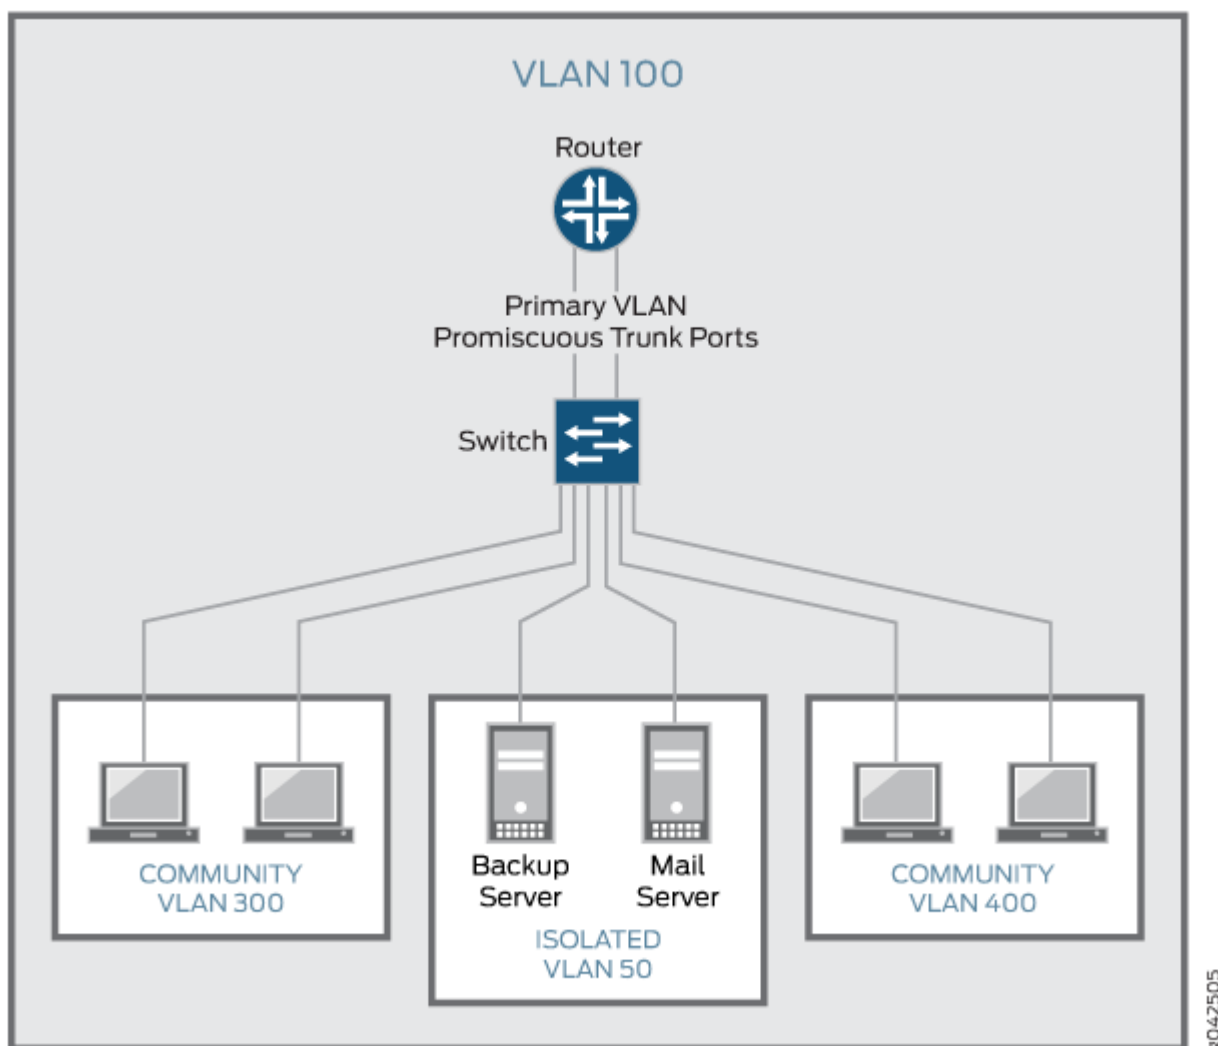 VLAN 100
Router
Primary VLAN
Promiscuous Trunk Ports
Switch
COMMUNITY
VLAN 300
Backup
Server
Mail
Server
ISOLATED
VLAN 50
COMMUNITY
VLAN 400
g042505